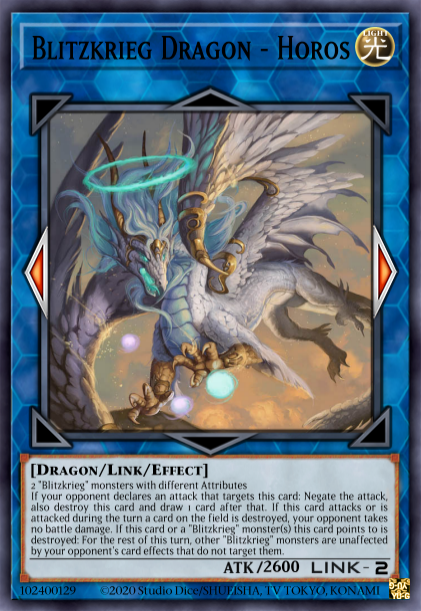 Blitzkrieg Dragon - Horos
LIGHT
光
[Dragon/Link/Effect]
2 "Blitzkrieg" monsters with different Attributes
If your opponent declares an attack that targets this card: Negate the attack,
also destroy this card and draw 1 card after that. If this card attacks or is
attacked during the turn a card on the field is destroyed, your opponent takes
no battle damage. If this card or a "Blitzkrieg" monster(s) this card points to is
destroyed: For the rest of this turn, other "Blitzkrieg" monsters are unaffected
by your opponent's card effects that do not target them.
ATK/2600 LINK-2
102400129 ©2020 Studio Dice/SHUEISHA, TV TOKYO, KONAMI